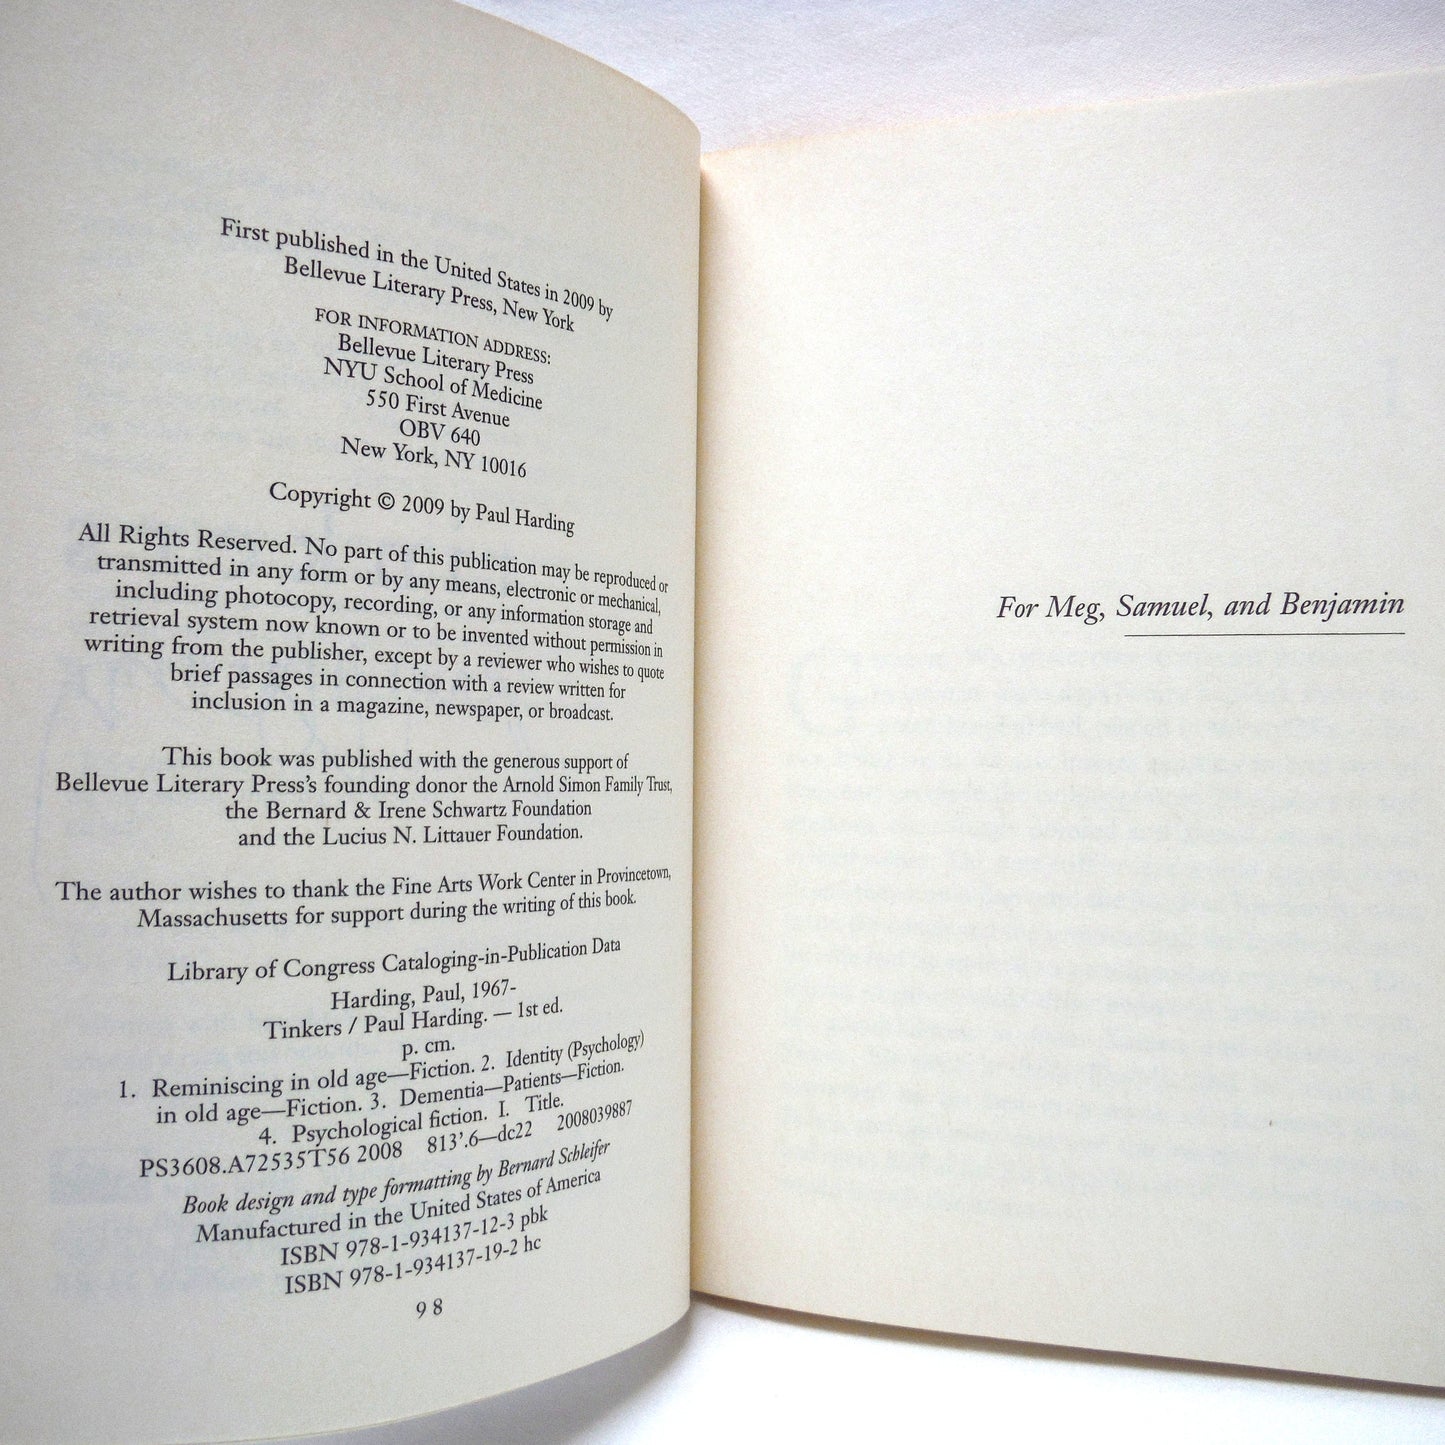 First published in the United States in 2009 by
Bellevue Literary Press, New York
FOR INFORMATION ADDRESS:
Bellevue Literary Press
NYU School of Medicine
550 First Avenue
OBV 640
New York, NY 10016
Copyright © 2009 by Paul Harding
All Rights Reserved. No part of this publication may be reproduced or
transmitted in any form or by any means, electronic or mechanical,
including photocopy, recording, or any information storage and
retrieval system now known or to be invented without permission in
writing from the publisher, except by a reviewer who wishes to quote
brief passages in connection with a review written for
inclusion in a magazine, newspaper, or broadcast.
This book was published with the generous support of
Bellevue Literary Press's founding donor the Arnold Simon Family Trust,
the Bernard & Irene Schwartz Foundation
and the Lucius N. Littauer Foundation.
The author wishes to thank the Fine Arts Work Center in Provincetown,
Massachusetts for support during the writing of this book.
Library of Congress Cataloging-in-Publication Data
Harding, Paul, 1967-
Tinkers / Paul Harding. — 1st ed.
p. cm.
1. Reminiscing in old age—Fiction. 2. Identity (Psychology)
in old age—Fiction. 3. Dementia—Patients—Fiction.
4. Psychological fiction. I. Title.
PS3608.A72535T56 2008 813'.6—dc22 2008039887
Book design and type formatting by Bernard Schleifer
Manufactured in the United States of America
ISBN 978-1-934137-12-3 pbk
ISBN 978-1-934137-19-2 hc
9 8
For Meg, Samuel, and Benjamin